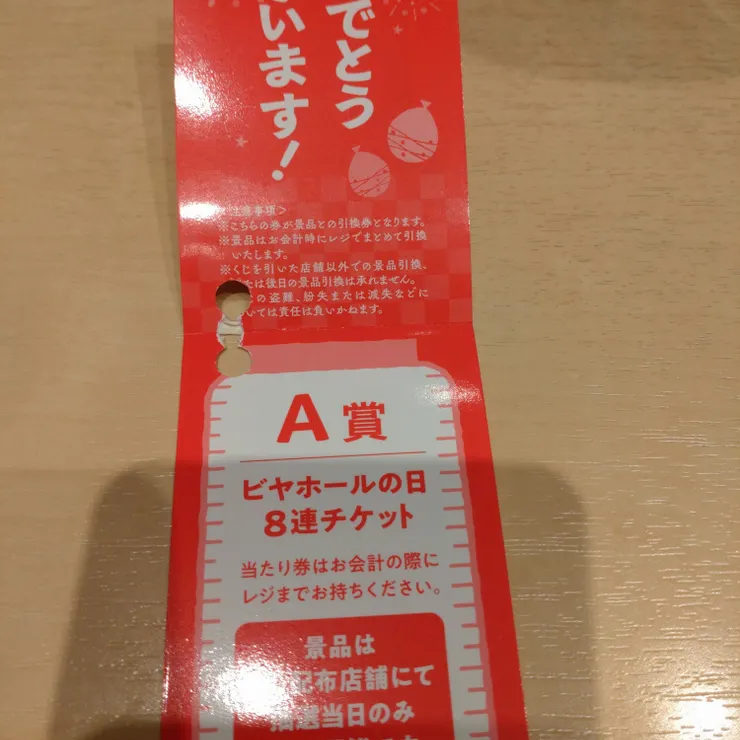 でとう
います!
注意事項>
※こちらの券が景品との引換券となります。
※景品はお会計時にレジでまとめて引換
いたします。
※くじを引いた店舗以外での景品引換、
たは後日の景品引換は承れません。
の盗難、紛失または滅失などに
いては責任は負いかねます。
A賞
ビヤホールの日
8連チケット
当たり券はお会計の際に
レジまでお持ちください。
景品は
配布店舗にて
抽選当日のみ